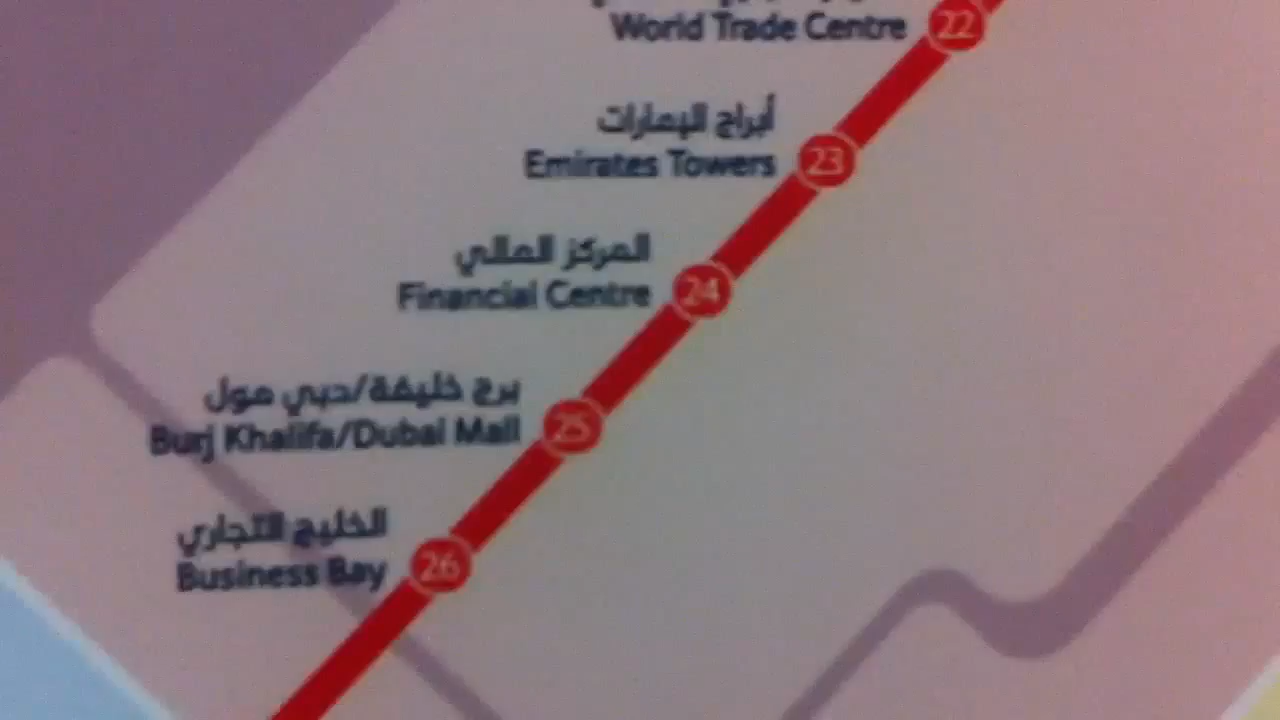 World Trade Centre
22
أبراج الإمارات
Emirates Towers
23
المركز المالي
Financial Centre
24
برج خليفة/دبي مول
Burj Khalifa/Dubai Mall
25
الخليج التجاري
Business Bay
26